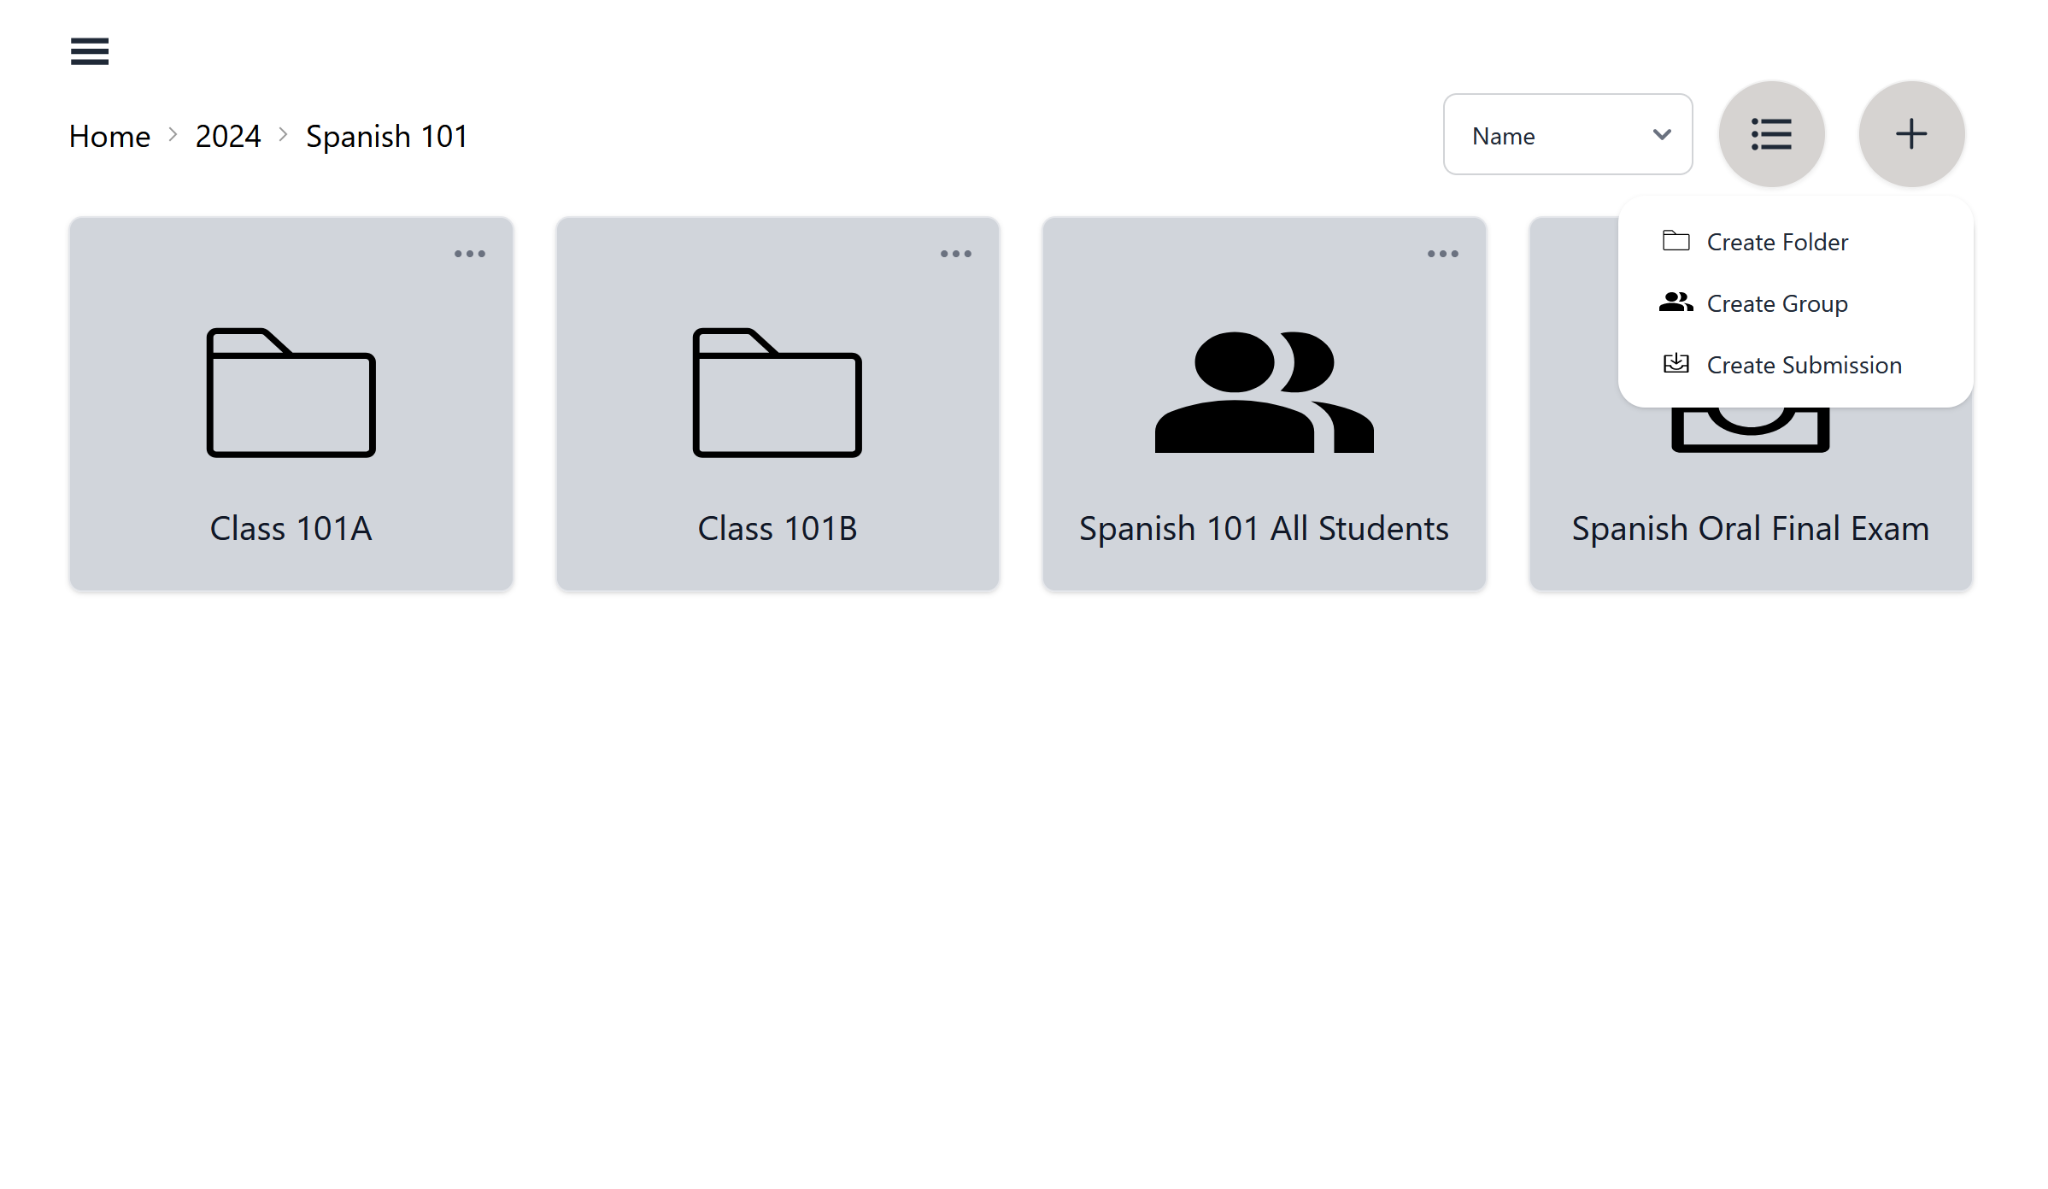 Home > 2024 > Spanish 101
Name
Create Folder
Create Group
Create Submission
Class 101A
Class 101B
Spanish 101 All Students
Spanish Oral Final Exam